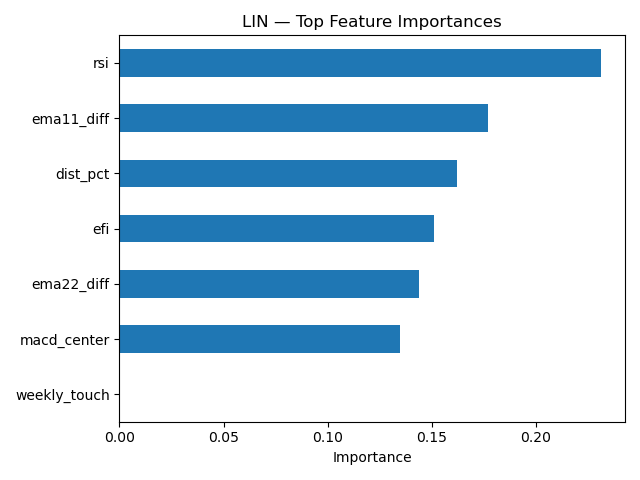 LIN — Top Feature Importances
rsi
ema11_diff
dist_pct
efi
ema22_diff
macd_center
weekly_touch
0.00 0.05 0.10 0.15 0.20
Importance